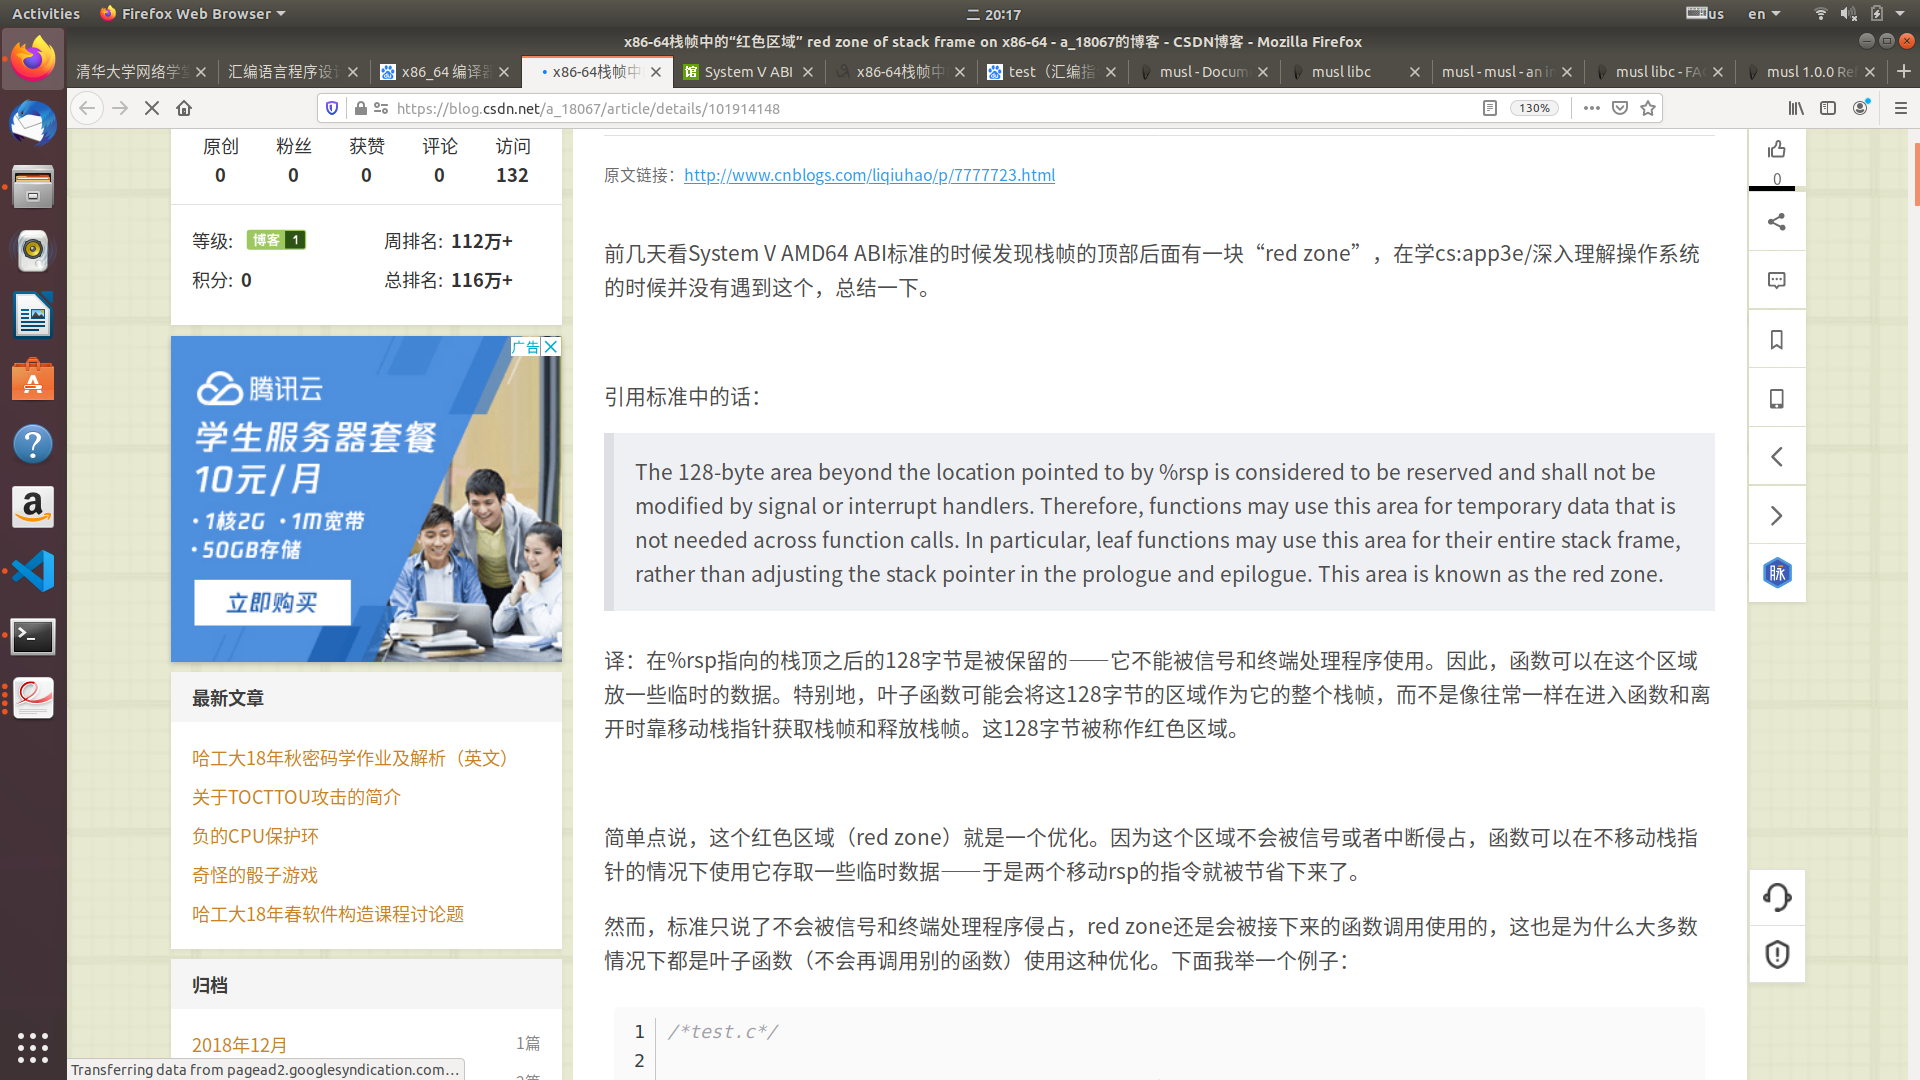 Activities
Firefox Web Browser
二 20:17
us
en
x86-64栈帧中的“红色区域” red zone of stack frame on x86-64 - a_18067的博客 - CSDN博客 - Mozilla Firefox
清华大学网络学堂
汇编语言程序设计
x86_64 编译器
x86-64栈帧中
System V ABI
x86-64栈帧中
test（汇编指
musl - Docum
musl libc
musl - musl - an in
musl libc - FAQ
musl 1.0.0 Ref
https://blog.csdn.net/a_18067/article/details/101914148
130%
原创 粉丝 获赞 评论 访问
0 0 0 0 132
等级: 博客 1 周排名: 112万+
积分: 0 总排名: 116万+
广告
腾讯云
学生服务器套餐
10元/月
·1核2G ·1M宽带
·50GB存储
立即购买
最新文章
哈工大18年秋密码学作业及解析（英文）
关于TOCTTOU攻击的简介
负的CPU保护环
奇怪的骰子游戏
哈工大18年春软件构造课程讨论题
归档
2018年12月 1篇
Transferring data from pagead2.googlesyndication.com…
原文链接：http://www.cnblogs.com/liqiuhao/p/7777723.html
前几天看System V AMD64 ABI标准的时候发现栈帧的顶部后面有一块“red zone”，在学cs:app3e/深入理解操作系统
的时候并没有遇到这个，总结一下。
引用标准中的话：
The 128-byte area beyond the location pointed to by %rsp is considered to be reserved and shall not be
modified by signal or interrupt handlers. Therefore, functions may use this area for temporary data that is
not needed across function calls. In particular, leaf functions may use this area for their entire stack frame,
rather than adjusting the stack pointer in the prologue and epilogue. This area is known as the red zone.
译：在%rsp指向的栈顶之后的128字节是被保留的——它不能被信号和终端处理程序使用。因此，函数可以在这个区域
放一些临时的数据。特别地，叶子函数可能会将这128字节的区域作为它的整个栈帧，而不是像往常一样在进入函数和离
开时靠移动栈指针获取栈帧和释放栈帧。这128字节被称作红色区域。
简单点说，这个红色区域（red zone）就是一个优化。因为这个区域不会被信号或者中断侵占，函数可以在不移动栈指
针的情况下使用它存取一些临时数据——于是两个移动rsp的指令就被节省下来了。
然而，标准只说了不会被信号和终端处理程序侵占，red zone还是会被接下来的函数调用使用的，这也是为什么大多数
情况下都是叶子函数（不会再调用别的函数）使用这种优化。下面我举一个例子：
1 /*test.c*/
2
0
脉